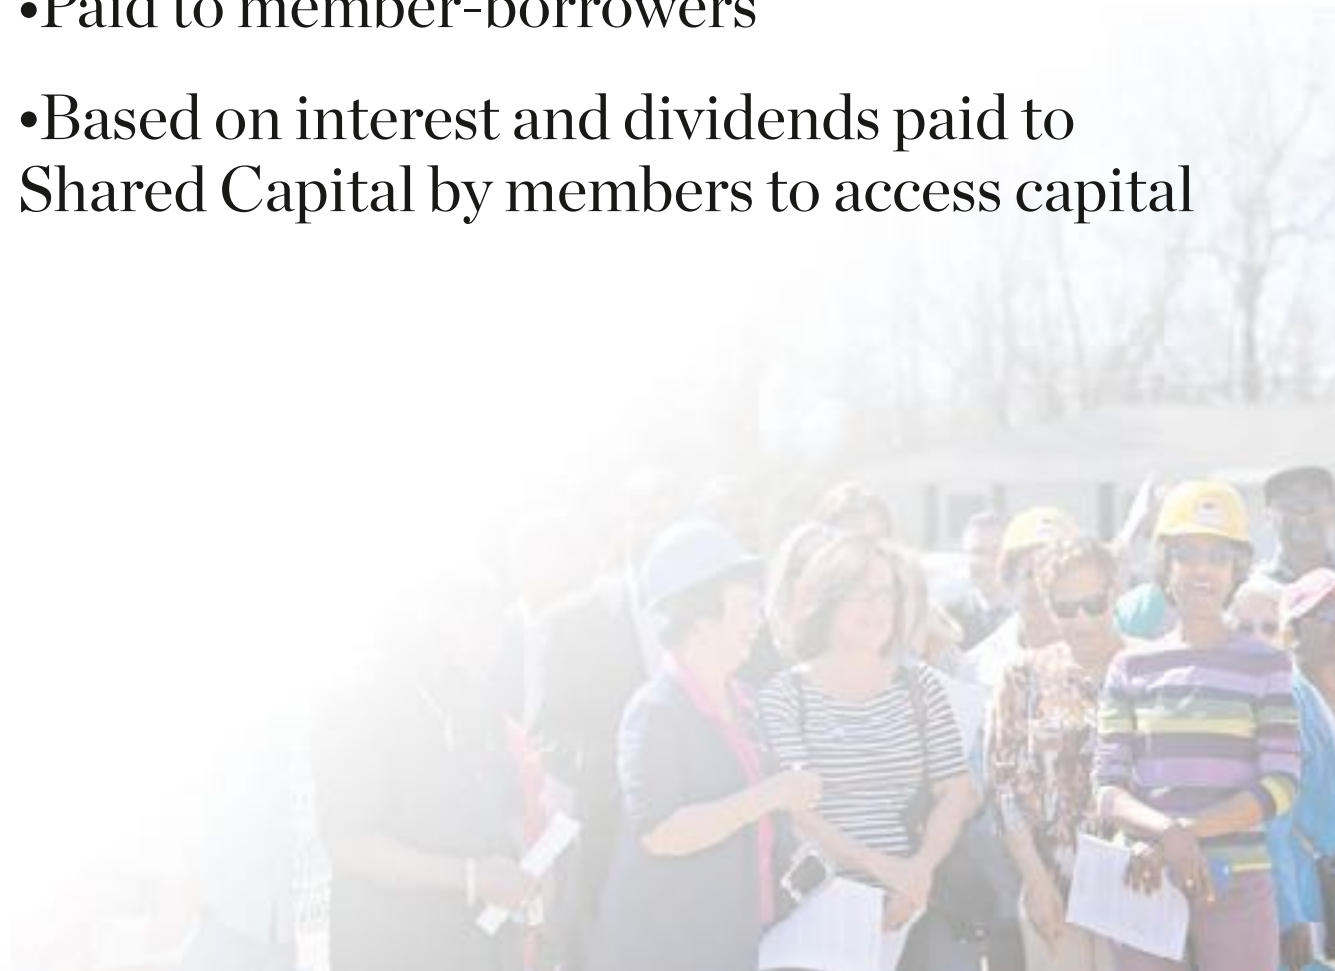 •Paid to member-borrowers
•Based on interest and dividends paid to
Shared Capital by members to access capital